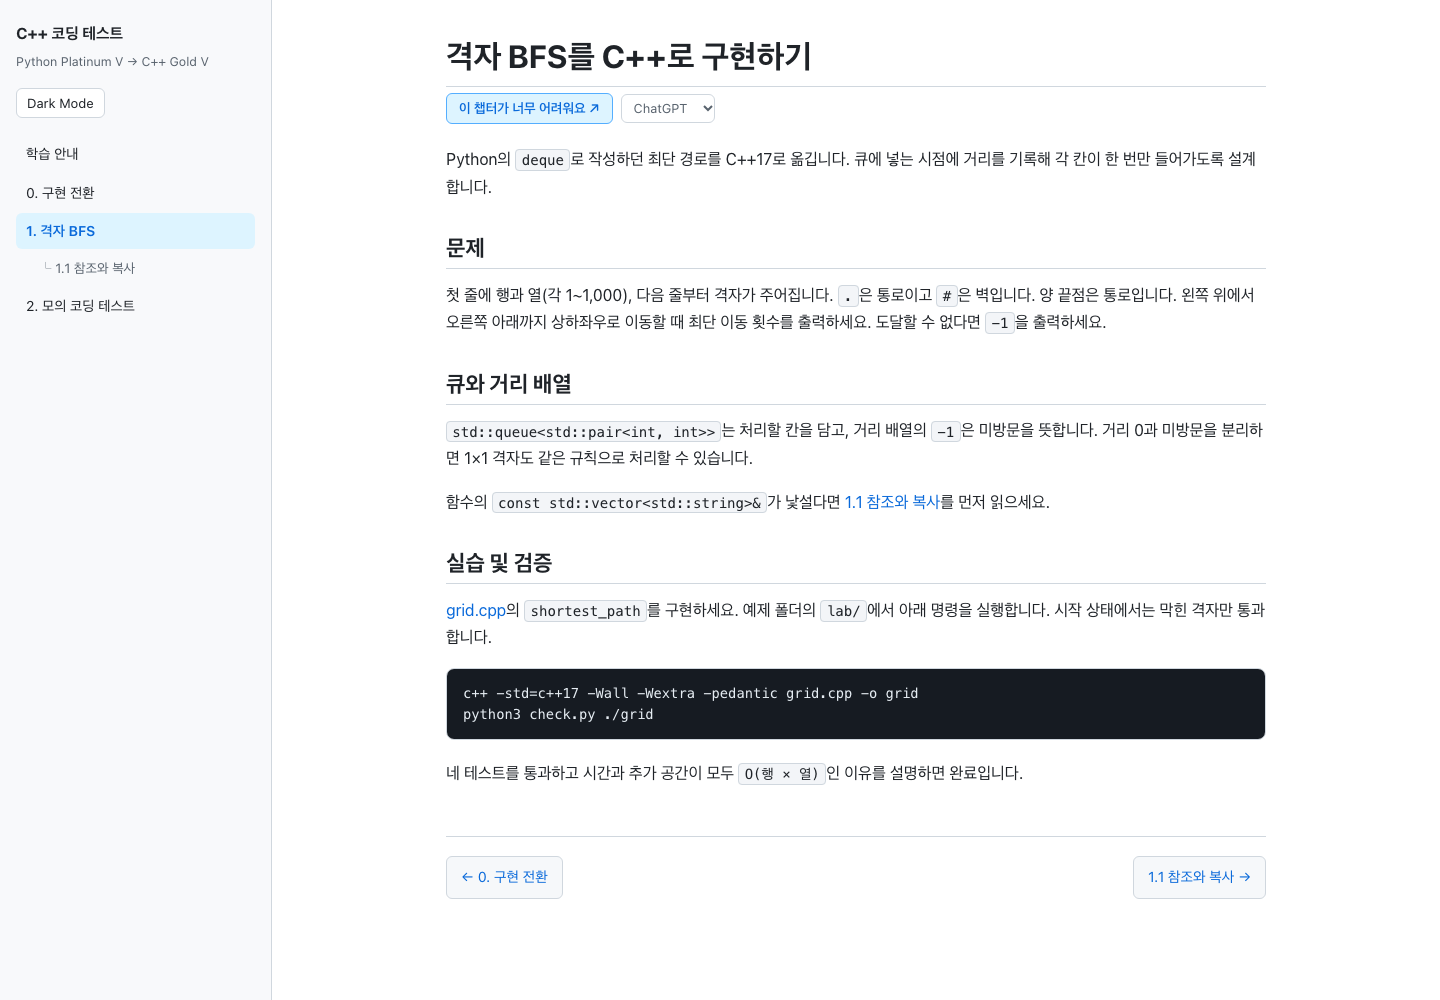 C++ 코딩 테스트
Python Platinum V → C++ Gold V
Dark Mode
학습 안내
0. 구현 전환
1. 격자 BFS
└ 1.1 참조와 복사
2. 모의 코딩 테스트
격자 BFS를 C++로 구현하기
이 챕터가 너무 어려워요 ↗
ChatGPT
Python의 deque로 작성하던 최단 경로를 C++17로 옮깁니다. 큐에 넣는 시점에 거리를 기록해 각 칸이 한 번만 들어가도록 설계
합니다.
문제
첫 줄에 행과 열(각 1~1,000), 다음 줄부터 격자가 주어집니다. .은 통로이고 #은 벽입니다. 양 끝점은 통로입니다. 왼쪽 위에서
오른쪽 아래까지 상하좌우로 이동할 때 최단 이동 횟수를 출력하세요. 도달할 수 없다면 -1을 출력하세요.
큐와 거리 배열
std::queue<std::pair<int, int>>는 처리할 칸을 담고, 거리 배열의 -1은 미방문을 뜻합니다. 거리 0과 미방문을 분리하
면 1×1 격자도 같은 규칙으로 처리할 수 있습니다.
함수의 const std::vector<std::string>&가 낯설다면 1.1 참조와 복사를 먼저 읽으세요.
실습 및 검증
grid.cpp의 shortest_path를 구현하세요. 예제 폴더의 lab/에서 아래 명령을 실행합니다. 시작 상태에서는 막힌 격자만 통과
합니다.
c++ -std=c++17 -Wall -Wextra -pedantic grid.cpp -o grid
python3 check.py ./grid
네 테스트를 통과하고 시간과 추가 공간이 모두 O(행 × 열)인 이유를 설명하면 완료입니다.
← 0. 구현 전환
1.1 참조와 복사 →